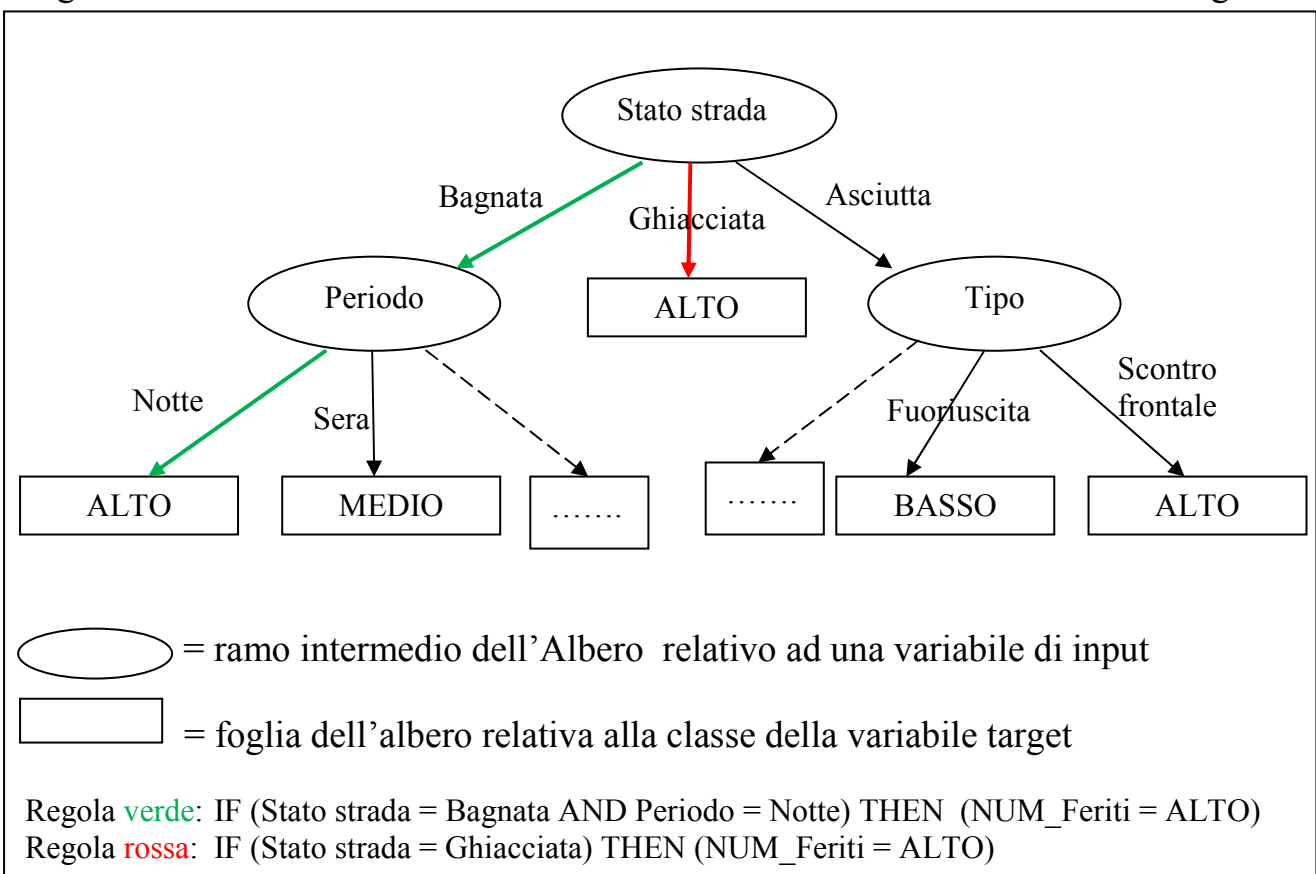 Stato strada
Bagnata
Ghiacciata
Asciutta
Periodo
ALTO
Tipo
Notte
Sera
Fuoriuscita
Scontro
frontale
ALTO
MEDIO
…….
…….
BASSO
ALTO
= ramo intermedio dell’Albero relativo ad una variabile di input
= foglia dell’albero relativa alla classe della variabile target
Regola verde: IF (Stato strada = Bagnata AND Periodo = Notte) THEN (NUM_Feriti = ALTO)
Regola rossa: IF (Stato strada = Ghiacciata) THEN (NUM_Feriti = ALTO)